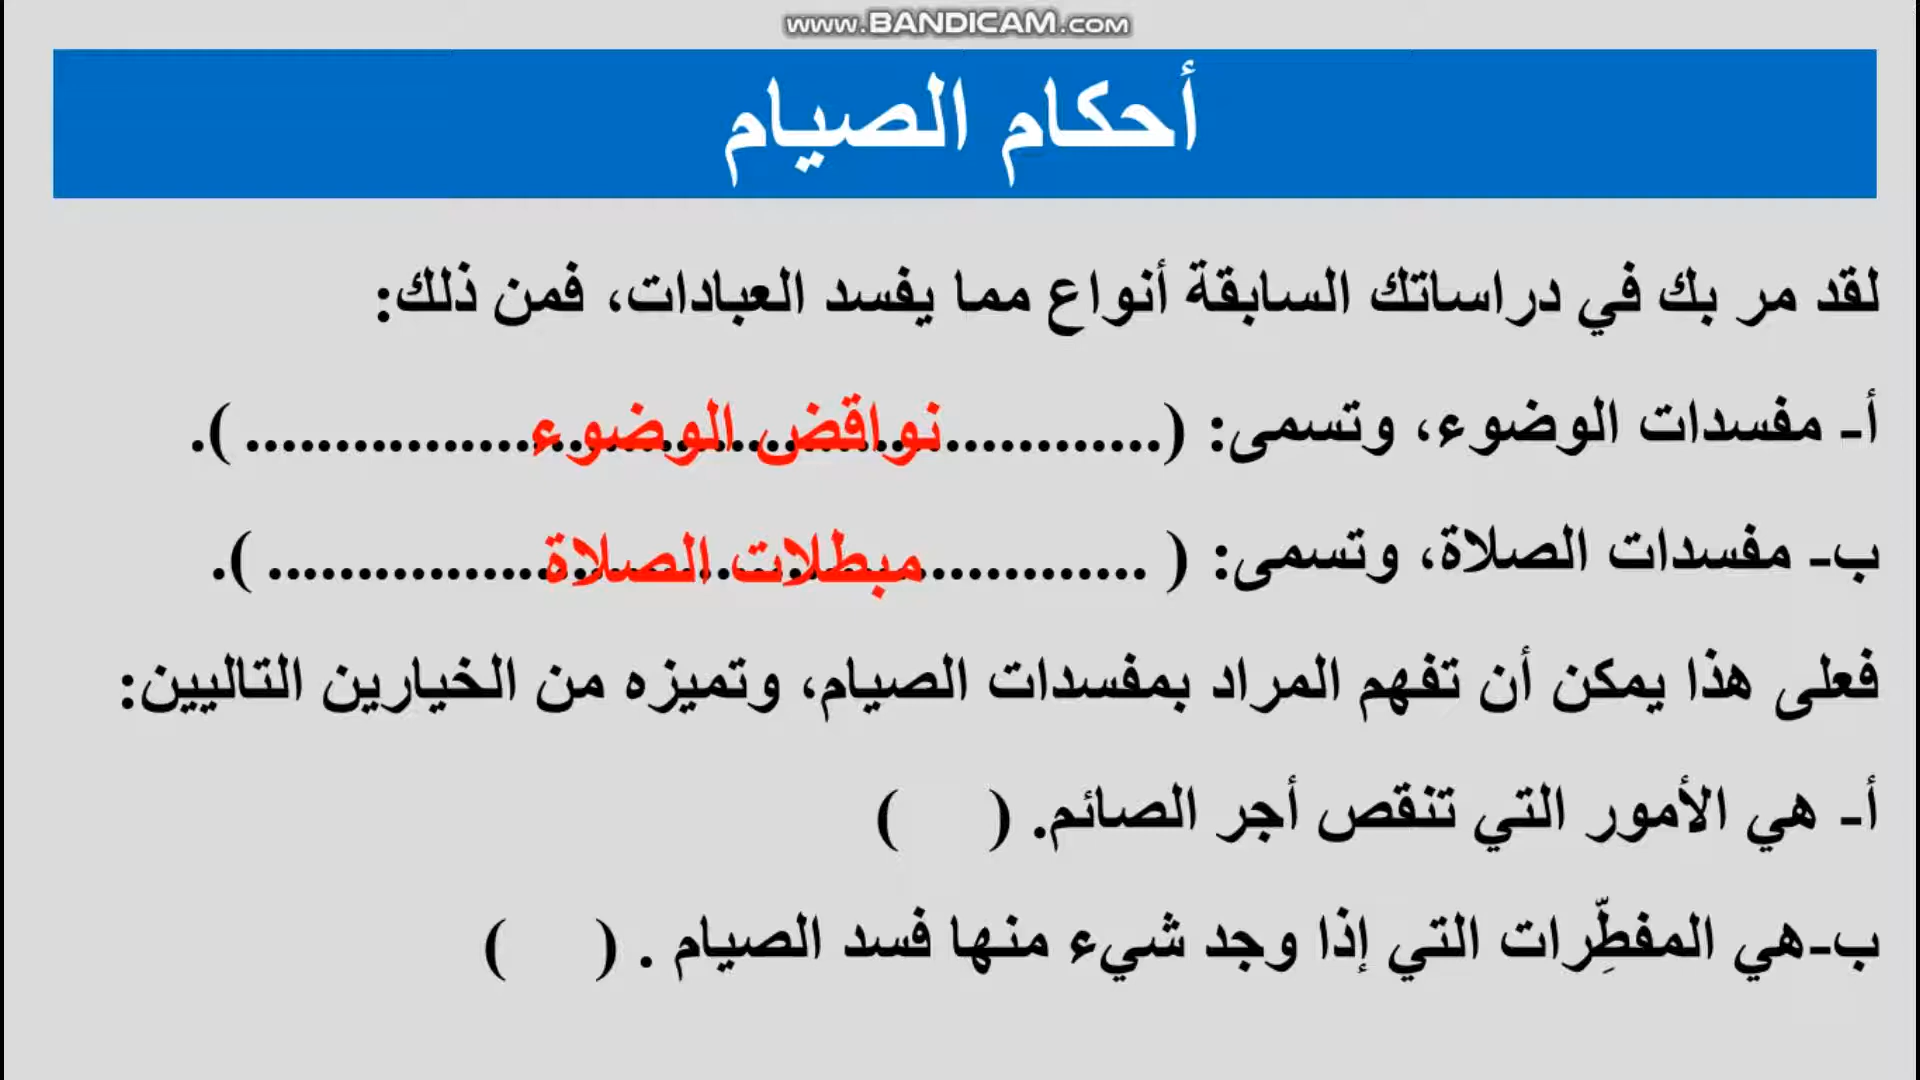 www.BANDICAM.com
أحكام الصيام
لقد مر بك في دراساتك السابقة أنواع مما يفسد العبادات، فمن ذلك:
أ- مفسدات الوضوء، وتسمى: (............نواقض الوضوء................).
ب- مفسدات الصلاة، وتسمى: ( ............مبطلات الصلاة................).
فعلى هذا يمكن أن تفهم المراد بمفسدات الصيام، وتميزه من الخيارين التاليين:
أ- هي الأمور التي تنقص أجر الصائم. (    )
ب-هي المفطِّرات التي إذا وجد شيء منها فسد الصيام . (    )